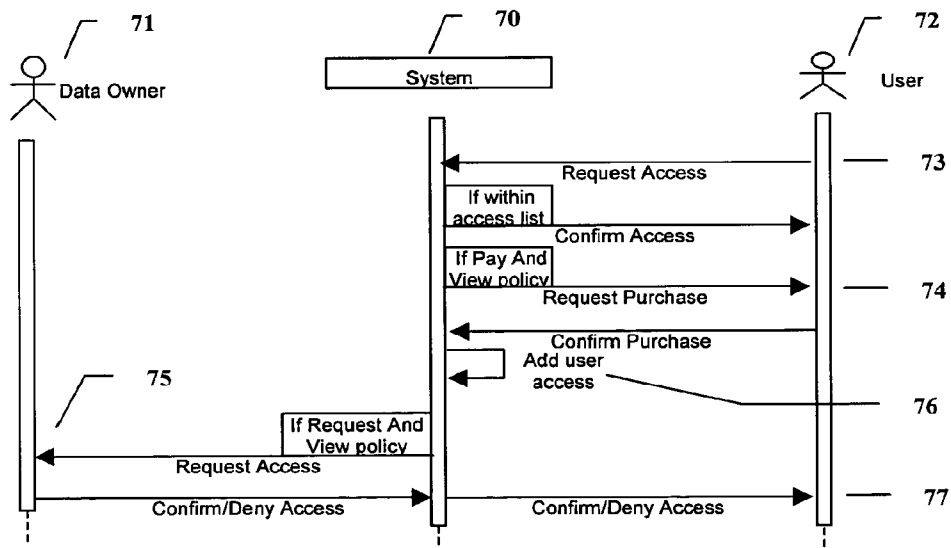 71
70
72
Data Owner
System
User
73
Request Access
If within
access list
Confirm Access
If Pay And
View policy
74
Request Purchase
Confirm Purchase
Add user
access
75
76
If Request And
View policy
Request Access
Confirm/Deny Access
Confirm/Deny Access
77